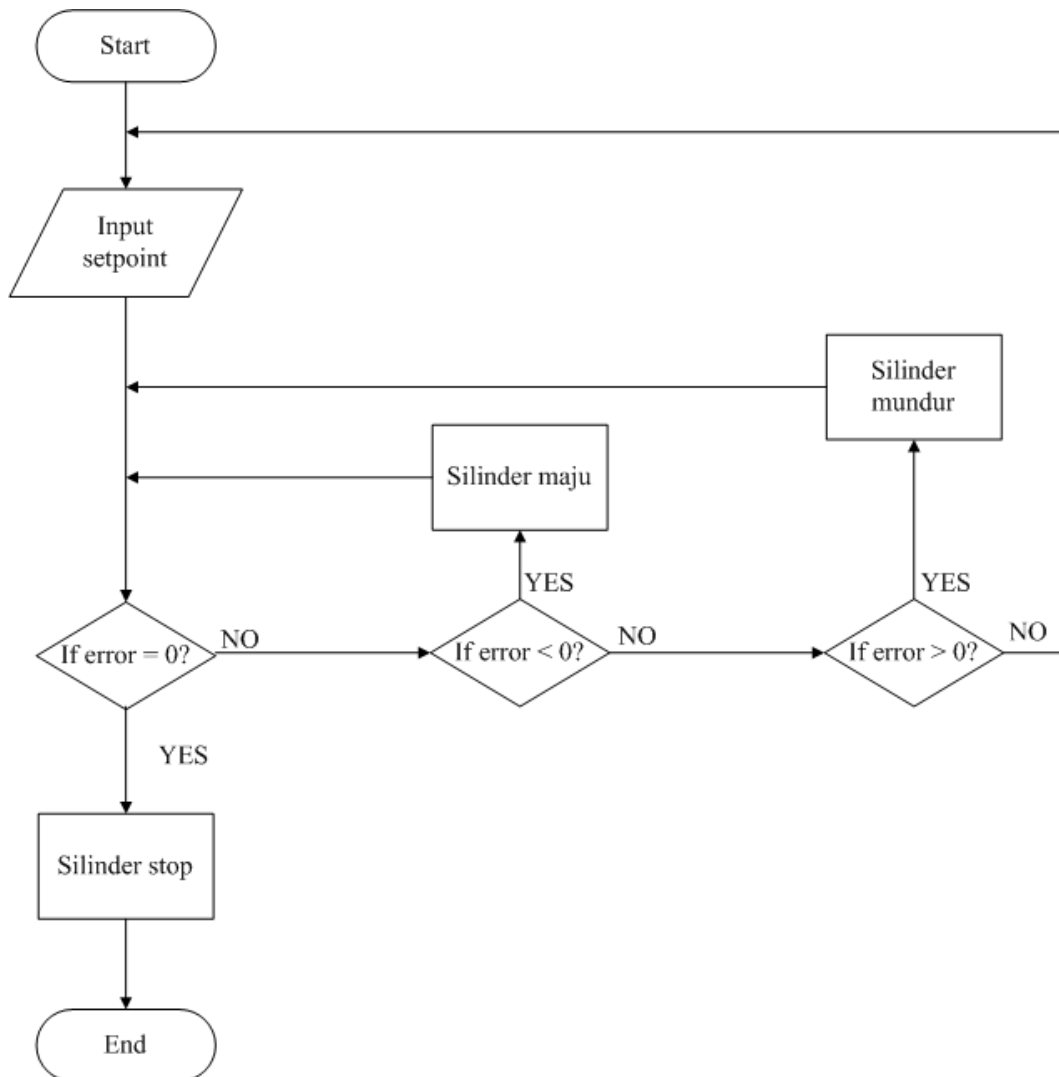 Start
Input
setpoint
Silinder
mundur
Silinder maju
YES
YES
If error = 0?
NO
If error < 0?
NO
If error > 0?
NO
YES
Silinder stop
End